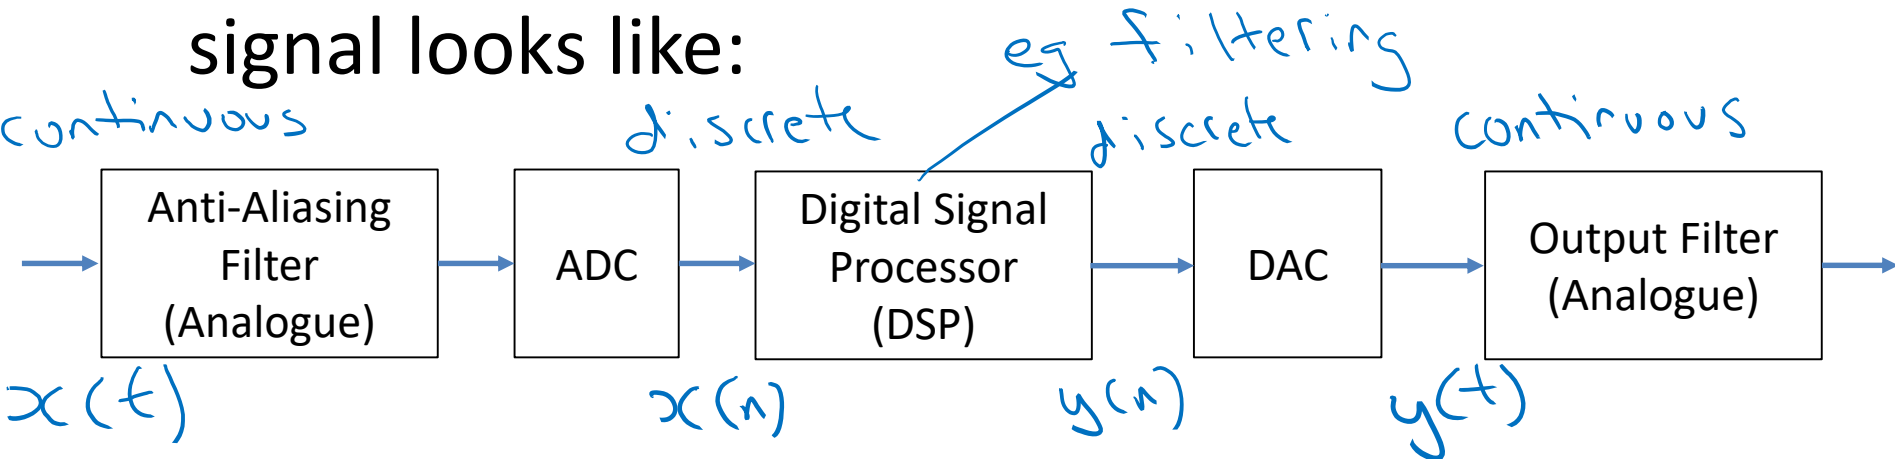 signal looks like:
eg filtering
continuous
discrete
discrete
continuous
Anti-Aliasing
Filter
(Analogue)
ADC
Digital Signal
Processor
(DSP)
DAC
Output Filter
(Analogue)
x(t)
x(n)
y(n)
y(t)